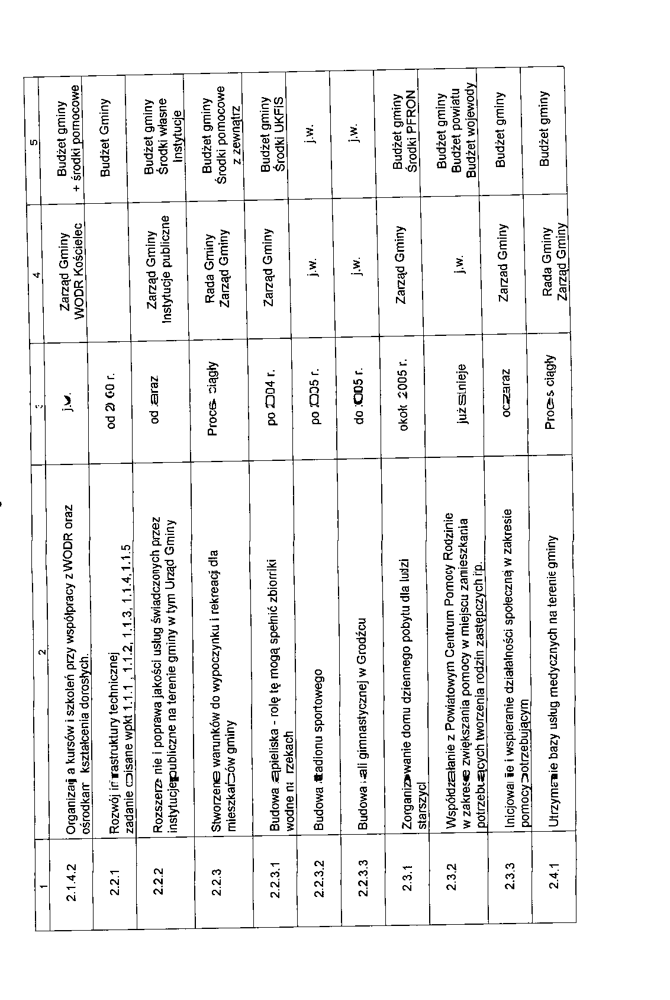 1 2 3 4 5
2.1.4.2 Organizacji a kursów i szkoleń przy współpracy z WODR oraz j.w. Zarząd Gminy Budżet gminy
ośrodkam kształcenia dorosłych. WODR Kościelec + środki pomocowe
2.2.1 Rozwój infrastruktury technicznej od 2000 r. Budżet Gminy
zadanie opisane w pkt 1.1.1 , 1.1.2, 1.1.3, 1.1.4, 1.1.5
2.2.2 Rozszerze nie i poprawa jakości usług świadczonych przez od zaraz Zarząd Gminy Budżet gminy
instytucje publiczne na terenie gminy w tym Urząd Gminy Instytucje publiczne Środki własne
Instytucje
2.2.3 Stworzenie warunków do wypoczynku i rekreacji dla Proces ciągły Rada Gminy Budżet gminy
mieszkańców gminy Zarząd Gminy Środki pomocowe
z zewnątrz
2.2.3.1 Budowa kąpieliska - rolę tę mogą spełnić zbiorniki po 2004 r. Zarząd Gminy Budżet gminy
wodne na rzekach Środki UKFiS
2.2.3.2 Budowa stadionu sportowego po 2005 r. j.w. j.w.
2.2.3.3 Budowa sali gimnastycznej w Grodźcu do 2005 r. j.w. j.w.
2.3.1 Zorganizowanie domu dziennego pobytu dla ludzi około 2005 r. Zarząd Gminy Budżet gminy
starszych Środki PFRON
2.3.2 Współdziałanie z Powiatowym Centrum Pomocy Rodzinie już istnieje j.w. Budżet gminy
w zakresie zwiększania pomocy w miejscu zamieszkania Budżet powiatu
potrzebujących tworzenia rodzin zastępczych itp. Budżet wojewody
2.3.3 Inicjowanie i wspieranie działalności społecznej w zakresie od zaraz Zarzad Gminy Budżet gminy
pomocy potrzebującym
2.4.1 Utrzymanie bazy usług medycznych na terenie gminy Proces ciągły Rada Gminy Budżet gminy
Zarząd Gminy